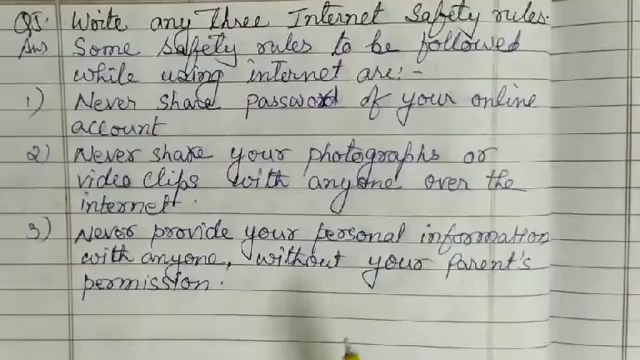 Q5. Write any three Internet Safety rules.
Ans Some safety rules to be followed
while using internet are:-
1) Never share password of your online
account
2) Never share your photographs or
video clips with anyone over the
internet.
3) Never provide your personal information
with anyone, without your parent's
permission.